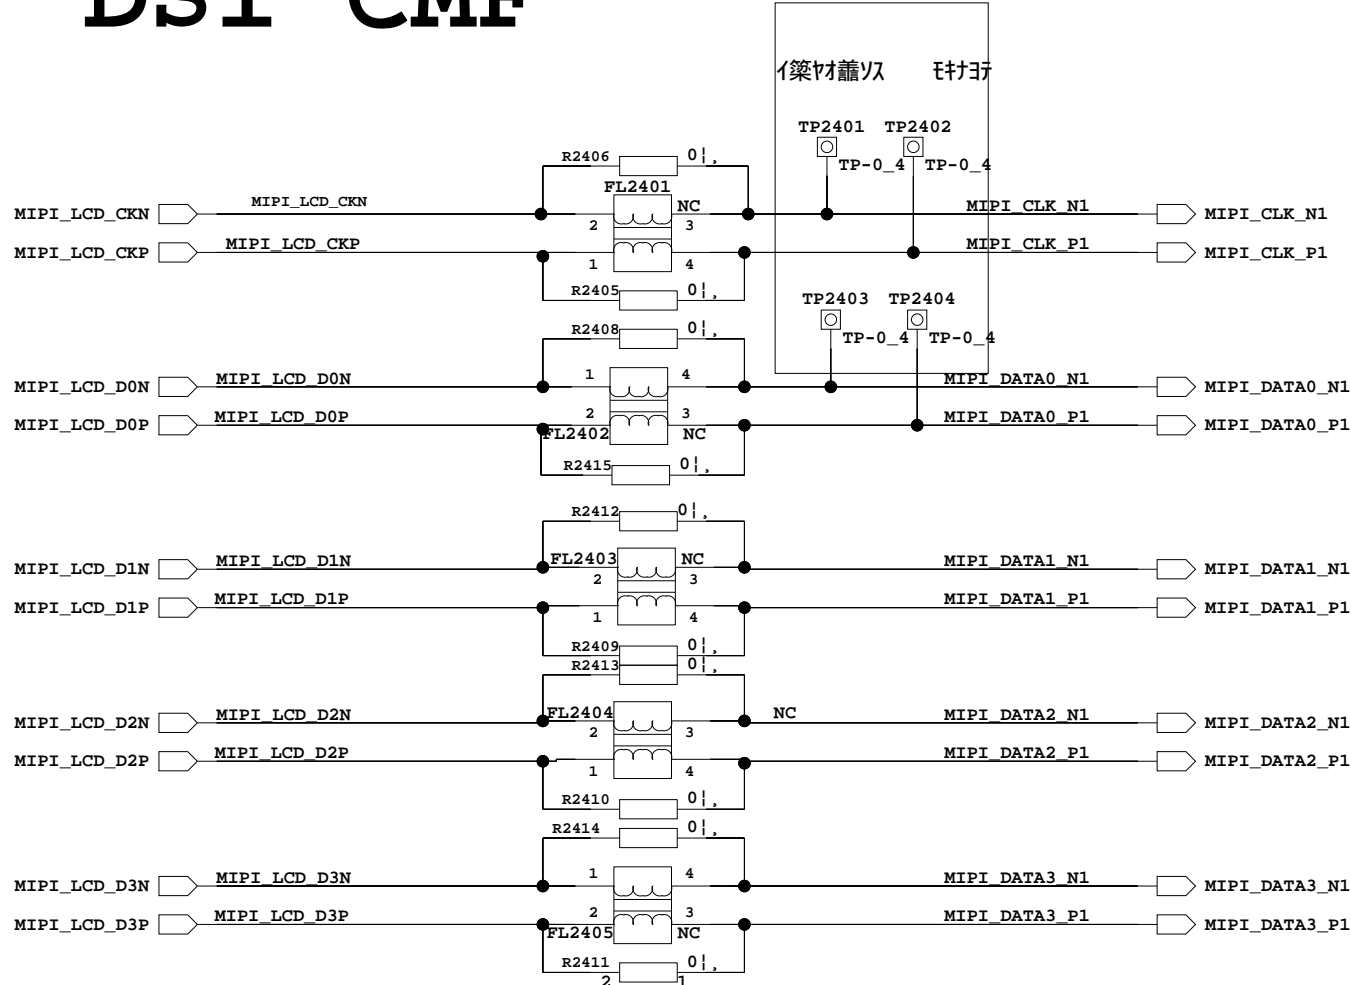 DSI CMF
イ築ヤオ蘸ソス モキナヨテ
TP2401 TP2402
R2406 0¦¸ TP-0_4 TP-0_4
FL2401
MIPI_LCD_CKN MIPI_LCD_CKN NC MIPI_CLK_N1 MIPI_CLK_N1
2 3
MIPI_LCD_CKP MIPI_LCD_CKP MIPI_CLK_P1 MIPI_CLK_P1
1 4
R2405 0¦¸ TP2403 TP2404
R2408 0¦¸ TP-0_4 TP-0_4
MIPI_LCD_D0N MIPI_LCD_D0N 1 4 MIPI_DATA0_N1 MIPI_DATA0_N1
MIPI_LCD_D0P MIPI_LCD_D0P 2 3 MIPI_DATA0_P1 MIPI_DATA0_P1
FL2402 NC
R2415 0¦¸
R2412 0¦¸
MIPI_LCD_D1N MIPI_LCD_D1N FL2403 NC MIPI_DATA1_N1 MIPI_DATA1_N1
2 3
MIPI_LCD_D1P MIPI_LCD_D1P MIPI_DATA1_P1 MIPI_DATA1_P1
1 4
R2409 0¦¸
R2413 0¦¸
MIPI_LCD_D2N MIPI_LCD_D2N FL2404 NC MIPI_DATA2_N1 MIPI_DATA2_N1
2 3
MIPI_LCD_D2P MIPI_LCD_D2P MIPI_DATA2_P1 MIPI_DATA2_P1
1 4
R2410 0¦¸
R2414 0¦¸
MIPI_LCD_D3N MIPI_LCD_D3N 1 4 MIPI_DATA3_N1 MIPI_DATA3_N1
MIPI_LCD_D3P MIPI_LCD_D3P 2 3 MIPI_DATA3_P1 MIPI_DATA3_P1
FL2405 NC
R2411 0¦¸
2 1